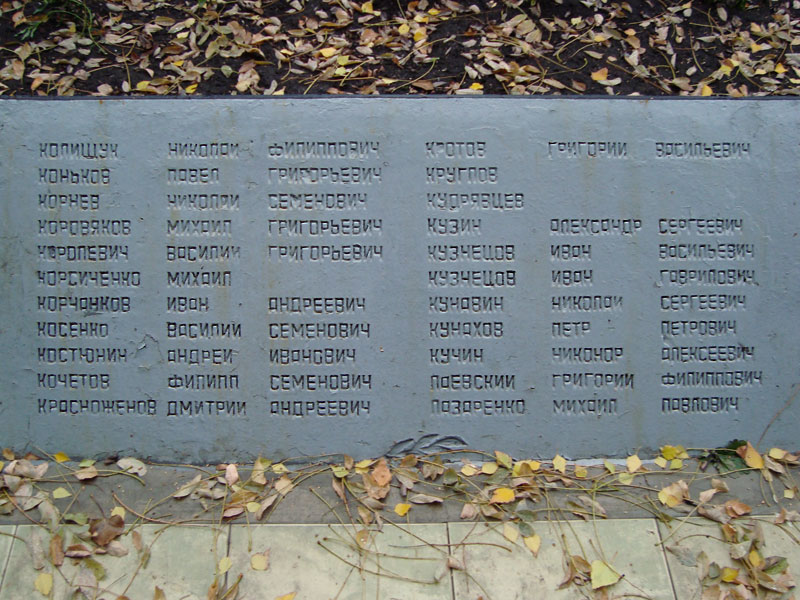 КОЛИЩУК НИКОЛАЙ ФИЛИППОВИЧ
КОНЬКОВ ПАВЕЛ ГРИГОРЬЕВИЧ
КОРНЕВ НИКОЛАЙ СЕМЕНОВИЧ
КОРОВЯКОВ МИХАИЛ ГРИГОРЬЕВИЧ
КОРОЛЕВИЧ ВАСИЛИЙ ГРИГОРЬЕВИЧ
КОРСИЧЕНКО МИХАИЛ
КОРЧАНКОВ ИВАН АНДРЕЕВИЧ
КОСЕНКО ВАСИЛИЙ СЕМЕНОВИЧ
КОСТЮНИН АНДРЕЙ ИВАНОВИЧ
КОЧЕТОВ ФИЛИПП СЕМЕНОВИЧ
КРАСНОЖЕНОВ ДМИТРИЙ АНДРЕЕВИЧ
КРОТОВ ГРИГОРИЙ ВАСИЛЬЕВИЧ
КРУГЛОВ
КУДРЯВЦЕВ
КУЗИН АЛЕКСАНДР СЕРГЕЕВИЧ
КУЗНЕЦОВ ИВАН ВАСИЛЬЕВИЧ
КУЗНЕЦОВ ИВАН ГАВРИЛОВИЧ
КУНАВИН НИКОЛАЙ СЕРГЕЕВИЧ
КУНАХОВ ПЕТР ПЕТРОВИЧ
КУЧИН НИКОНОР АЛЕКСЕЕВИЧ
ЛАЕВСКИЙ ГРИГОРИЙ ФИЛИППОВИЧ
ЛАЗАРЕНКО МИХАИЛ ПАВЛОВИЧ